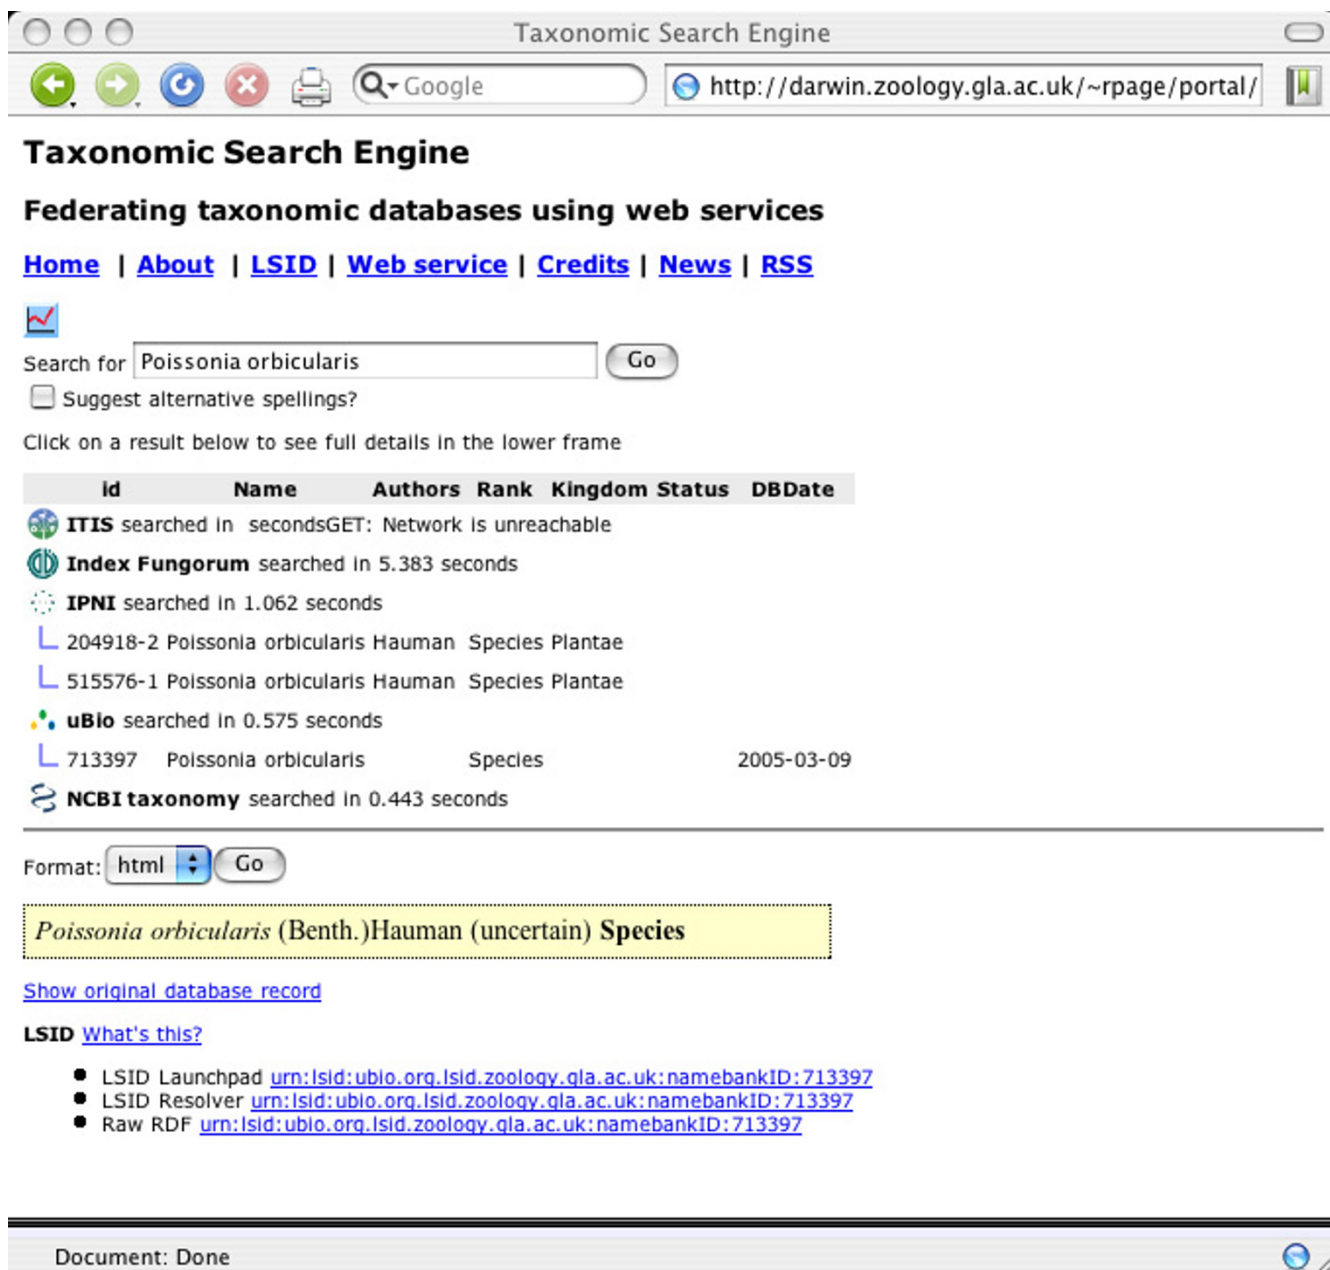 Taxonomic Search Engine
Google
http://darwin.zoology.gla.ac.uk/~rpage/portal/
Taxonomic Search Engine
Federating taxonomic databases using web services
Home | About | LSID | Web service | Credits | News | RSS
Search for Poissonia orbicularis Go
Suggest alternative spellings?
Click on a result below to see full details in the lower frame
id Name Authors Rank Kingdom Status DBDate
ITIS searched in secondsGET: Network is unreachable
Index Fungorum searched in 5.383 seconds
IPNI searched in 1.062 seconds
204918-2 Poissonia orbicularis Hauman Species Plantae
515576-1 Poissonia orbicularis Hauman Species Plantae
uBio searched in 0.575 seconds
713397 Poissonia orbicularis Species 2005-03-09
NCBI taxonomy searched in 0.443 seconds
Format: html Go
Poissonia orbicularis (Benth.)Hauman (uncertain) Species
Show original database record
LSID What's this?
LSID Launchpad urn:lsid:ubio.org.lsid.zoology.gla.ac.uk:namebankID:713397
LSID Resolver urn:lsid:ubio.org.lsid.zoology.gla.ac.uk:namebankID:713397
Raw RDF urn:lsid:ubio.org.lsid.zoology.gla.ac.uk:namebankID:713397
Document: Done